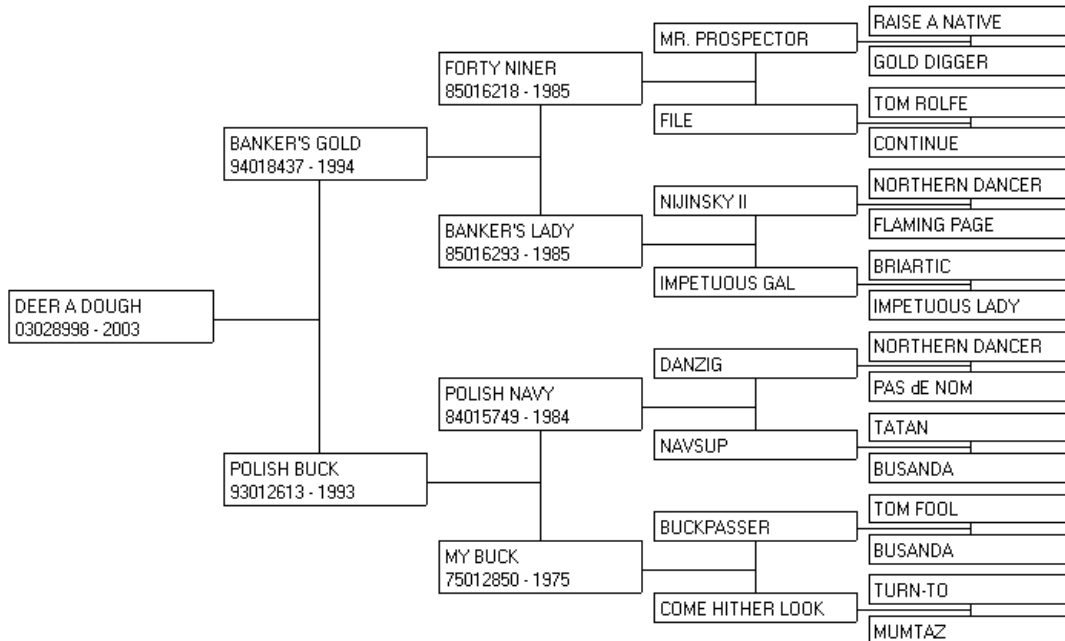 DEER A DOUGH
03028998 - 2003
BANKER'S GOLD
94018437 - 1994
POLISH BUCK
93012613 - 1993
FORTY NINER
85016218 - 1985
BANKER'S LADY
85016293 - 1985
POLISH NAVY
84015749 - 1984
MY BUCK
75012850 - 1975
MR. PROSPECTOR
FILE
NIJINSKY II
IMPETUOUS GAL
DANZIG
NAVSUP
BUCKPASSER
COME HITHER LOOK
RAISE A NATIVE
GOLD DIGGER
TOM ROLFE
CONTINUE
NORTHERN DANCER
FLAMING PAGE
BRIARTIC
IMPETUOUS LADY
NORTHERN DANCER
PAS dE NOM
TATAN
BUSANDA
TOM FOOL
BUSANDA
TURN-TO
MUMTAZ